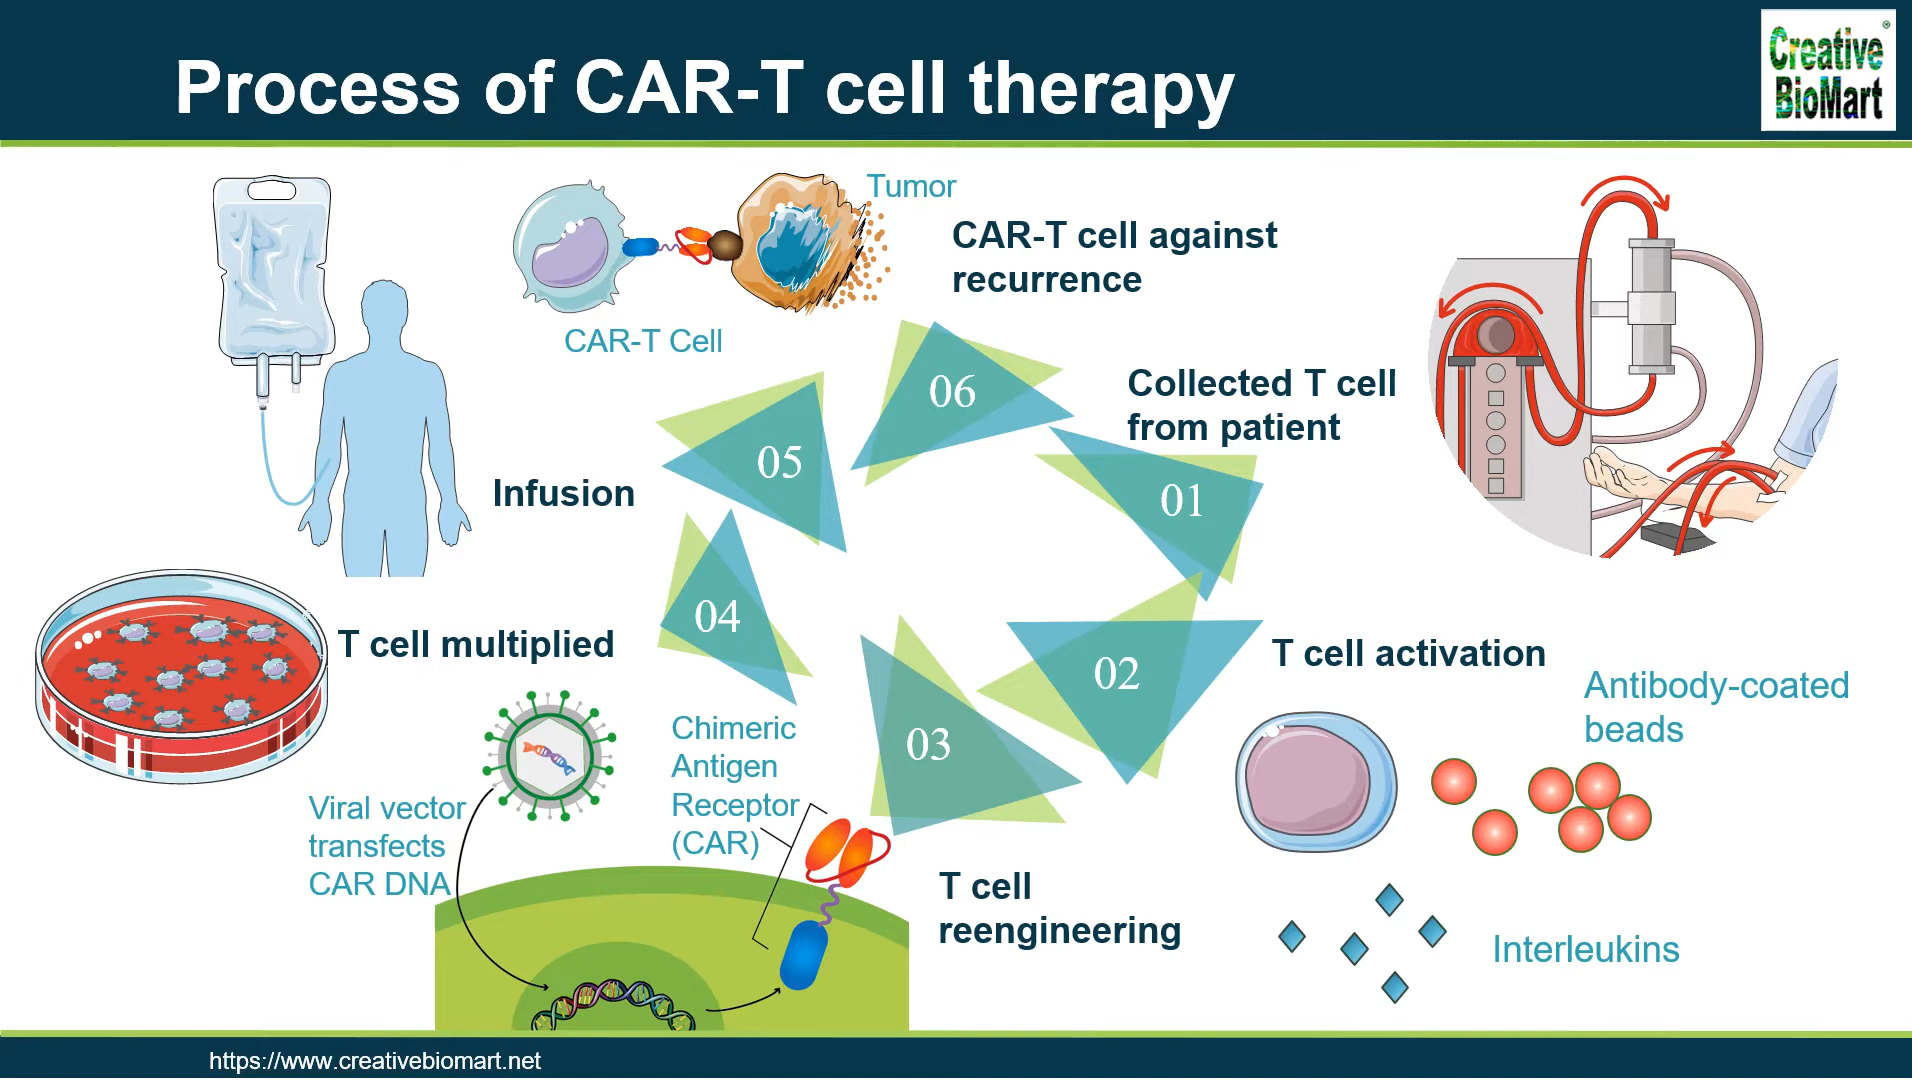 Process of CAR-T cell therapy
Creative
BioMart
®
Tumor
CAR-T cell against
recurrence
CAR-T Cell
06
Collected T cell
from patient
05
01
Infusion
04
T cell multiplied
02
T cell activation
Antibody-coated
beads
03
Chimeric
Antigen
Receptor
(CAR)
Viral vector
transfects
CAR DNA
T cell
reengineering
Interleukins
https://www.creativebiomart.net